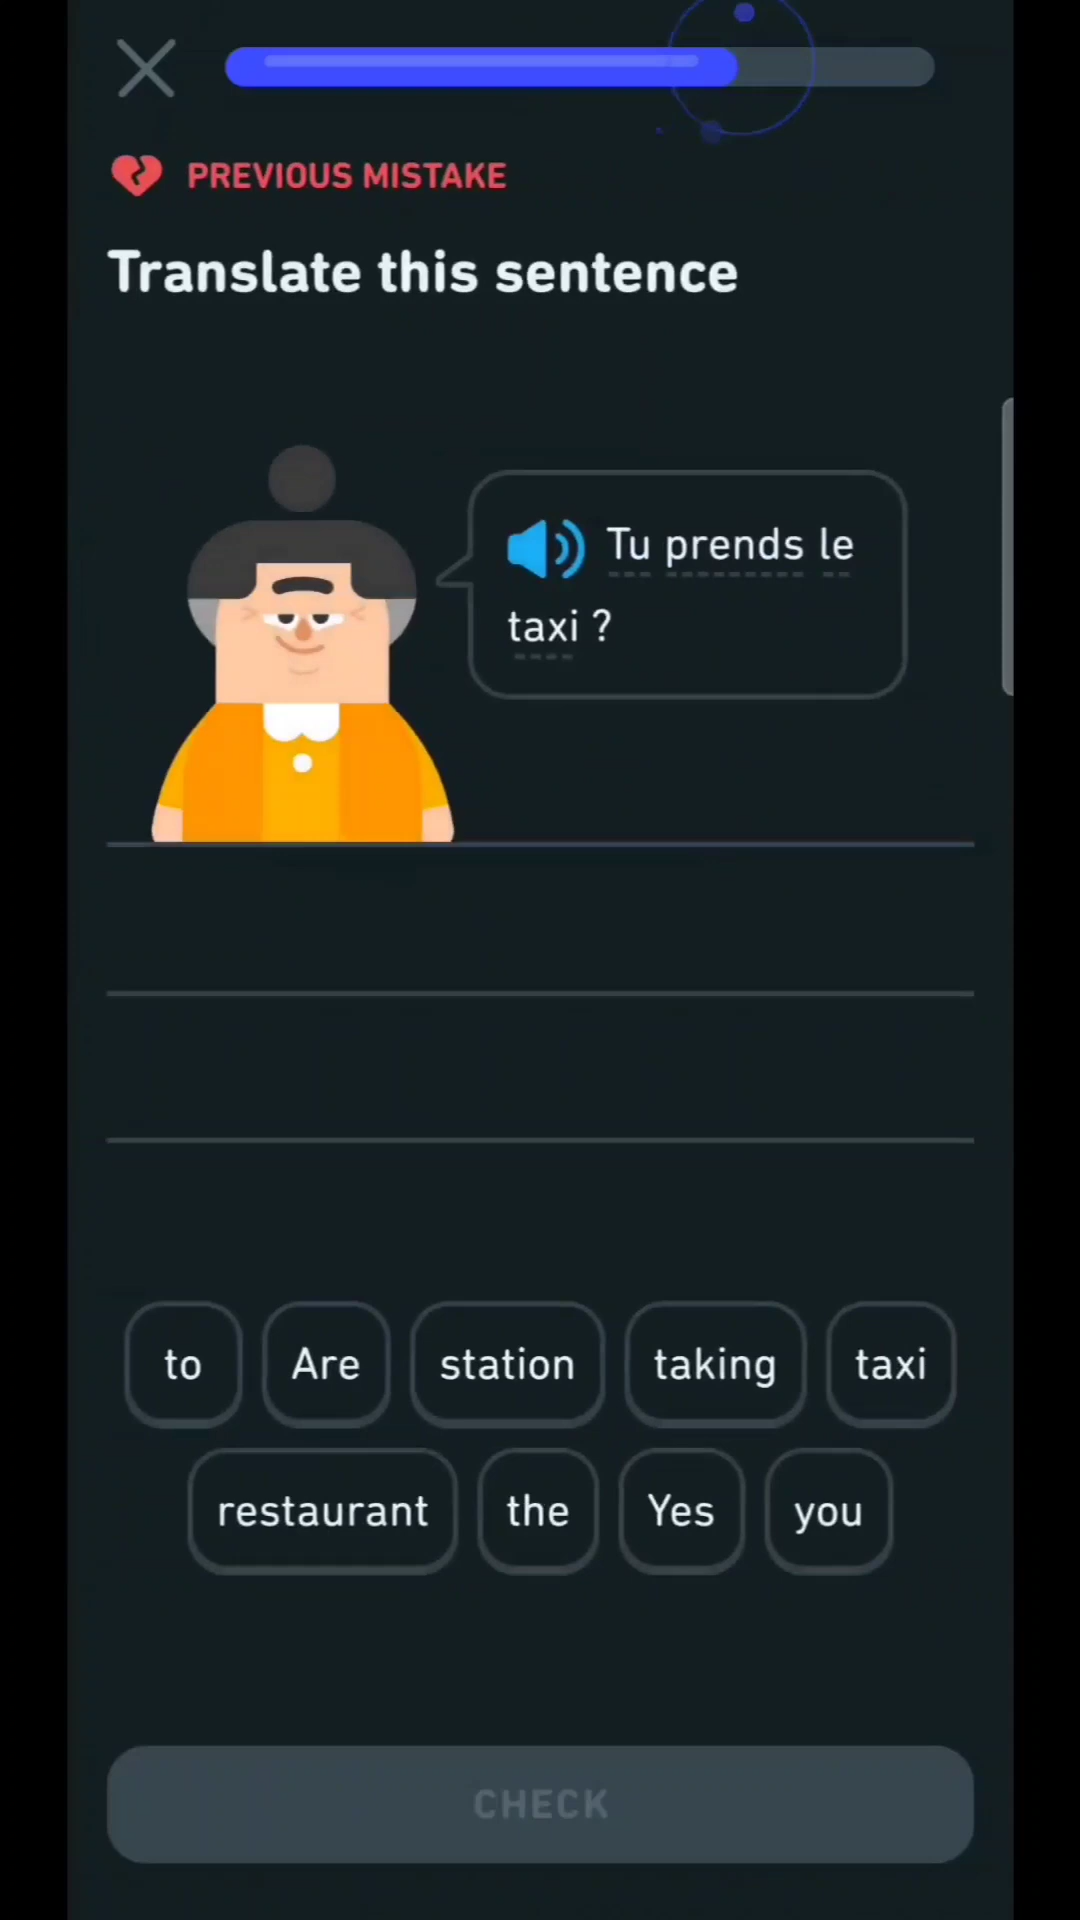 PREVIOUS MISTAKE
Translate this sentence
Tu prends le
taxi ?
to Are station taking taxi
restaurant the Yes you
CHECK